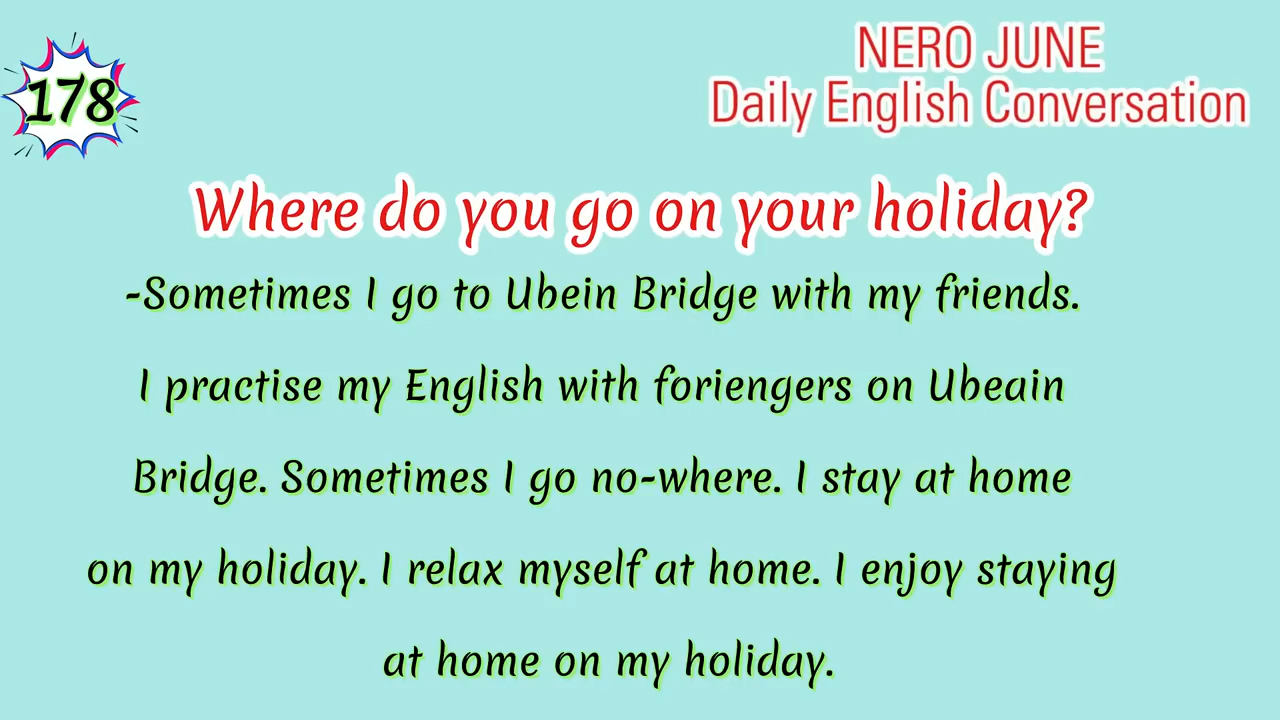 178
NERO JUNE
Daily English Conversation
Where do you go on your holiday?
-Sometimes I go to Ubein Bridge with my friends.
I practise my English with foriengers on Ubeain
Bridge. Sometimes I go no-where. I stay at home
on my holiday. I relax myself at home. I enjoy staying
at home on my holiday.